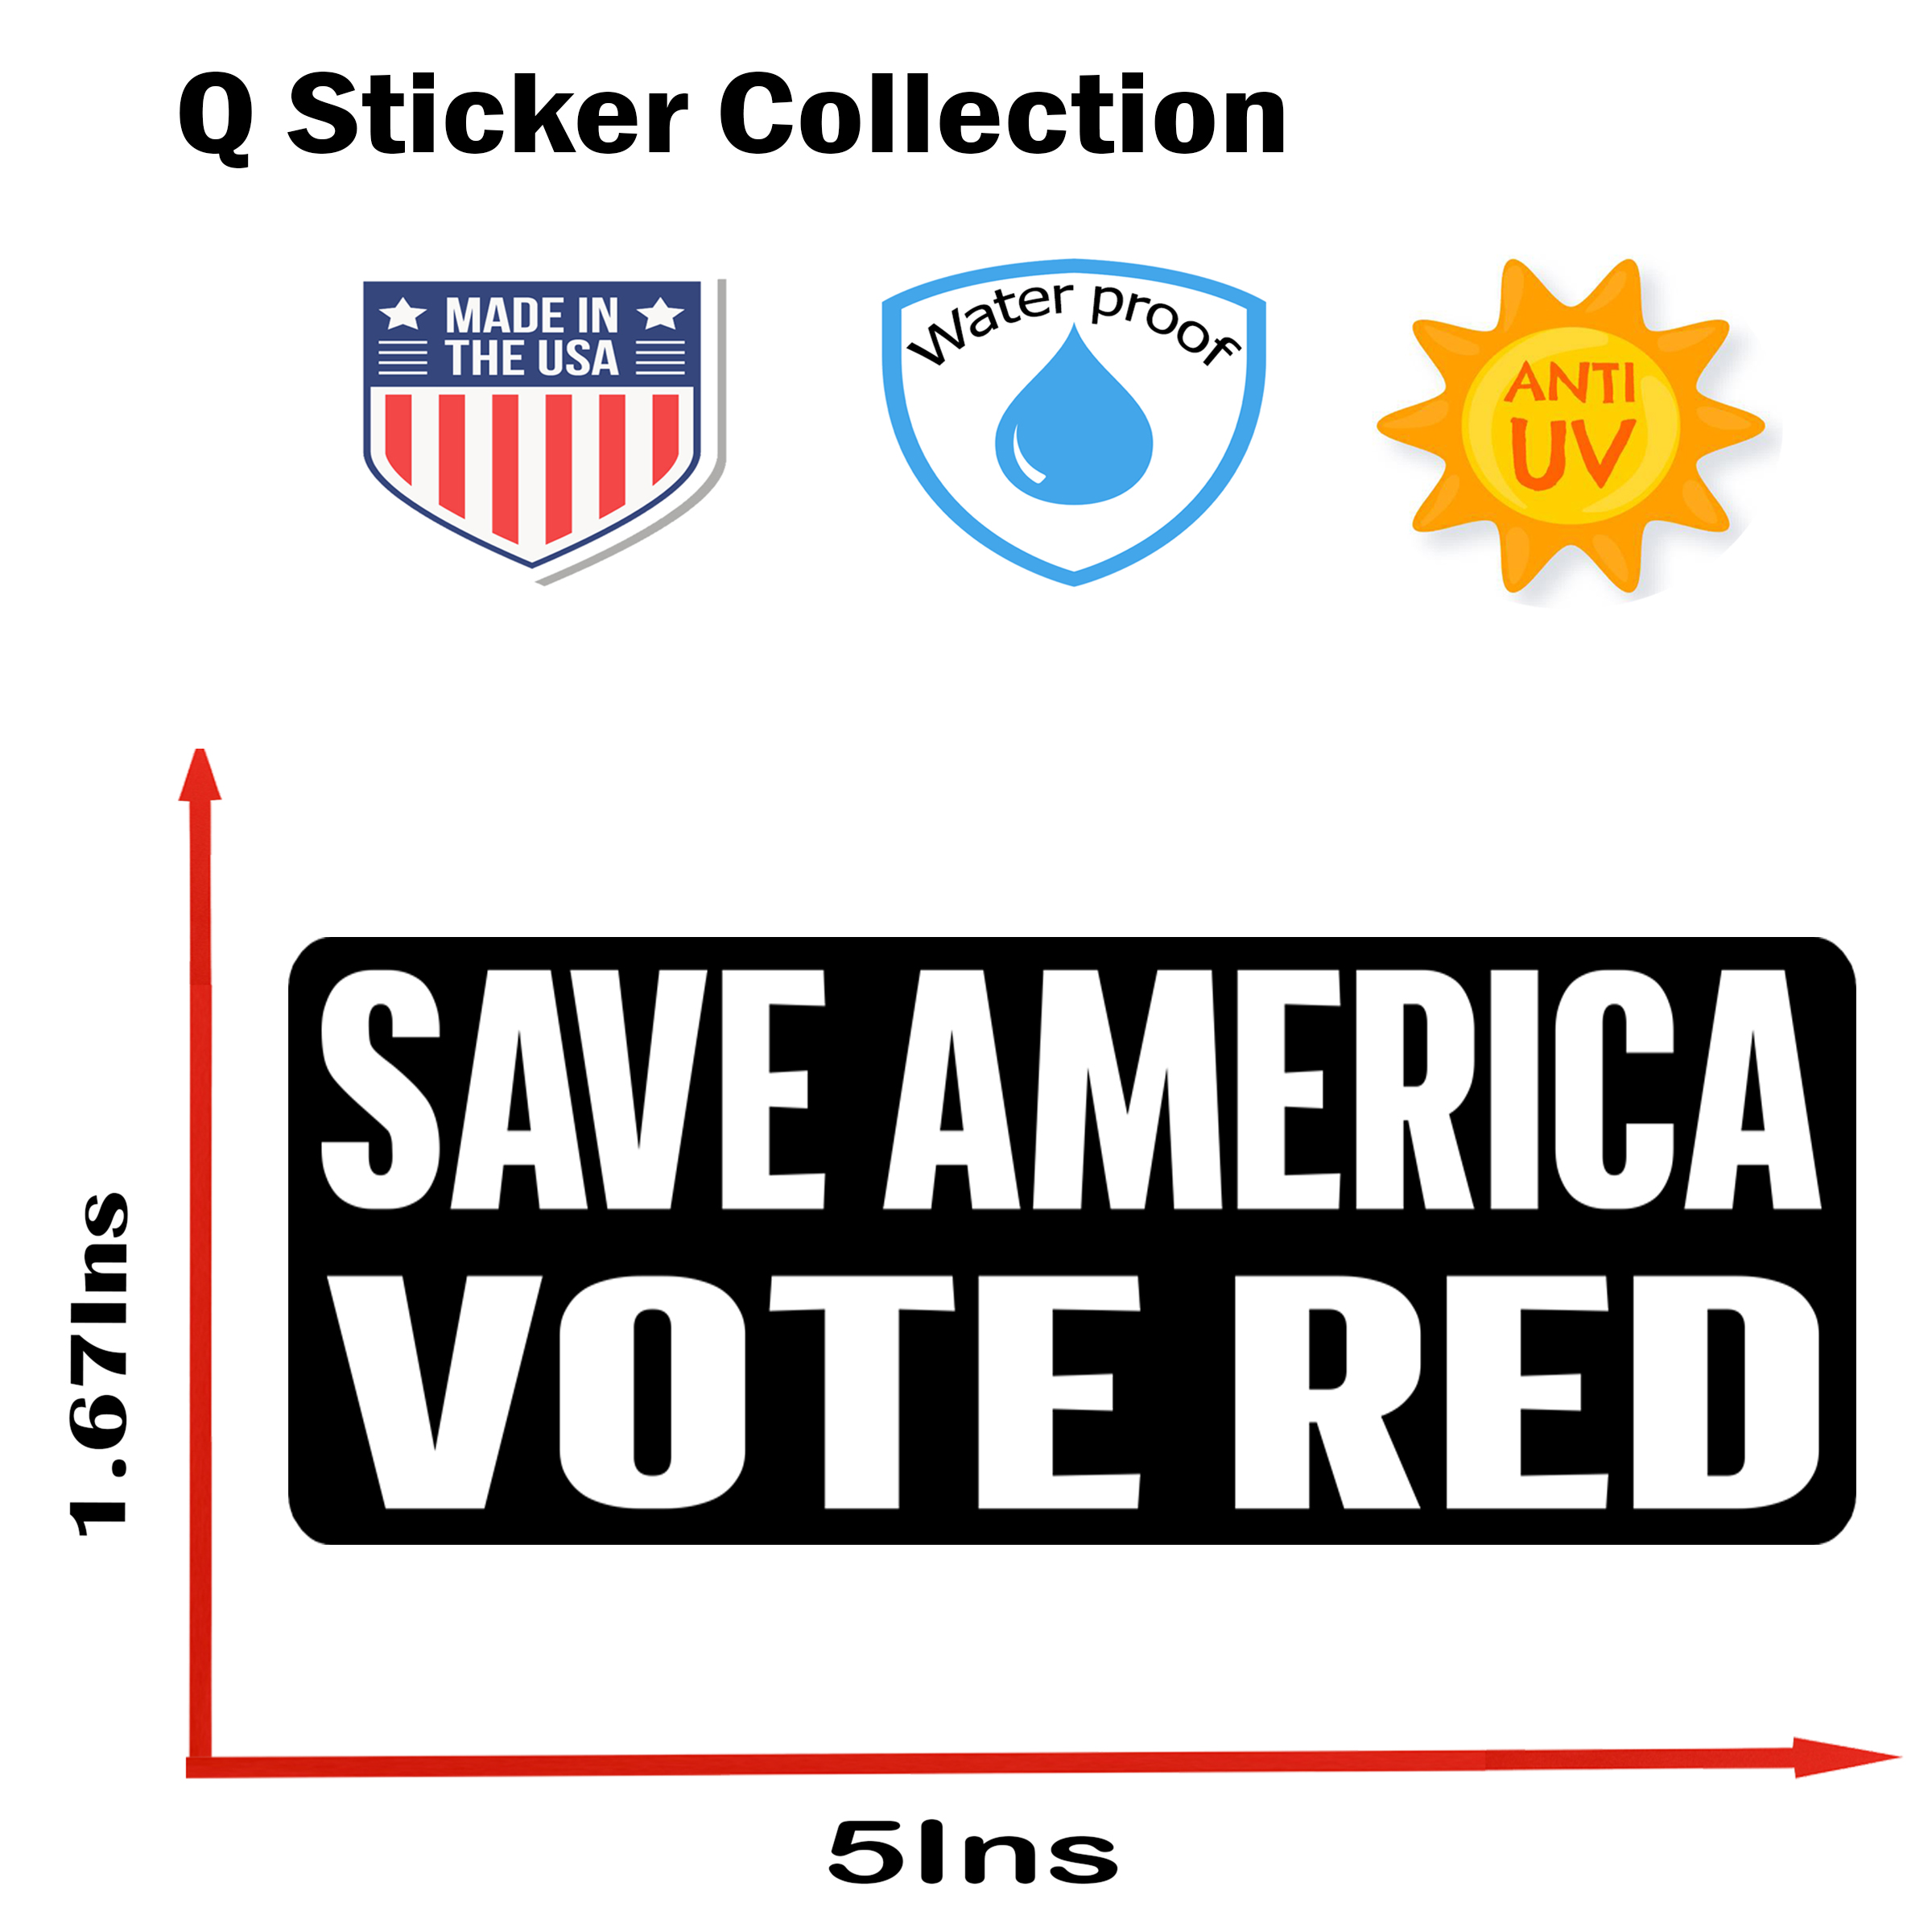 Q Sticker Collection
MADE IN
THE USA
Water proof
ANTI
UV
SAVE AMERICA
VOTE RED
1.67Ins
5Ins